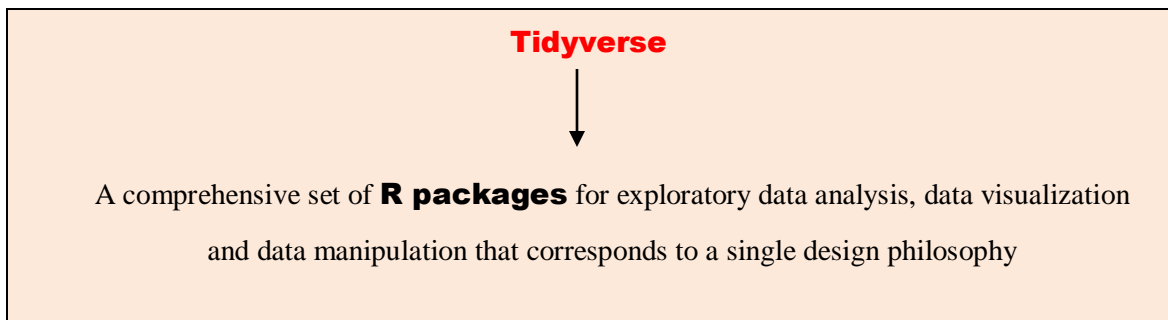 Tidyverse
A comprehensive set of R packages for exploratory data analysis, data visualization
and data manipulation that corresponds to a single design philosophy